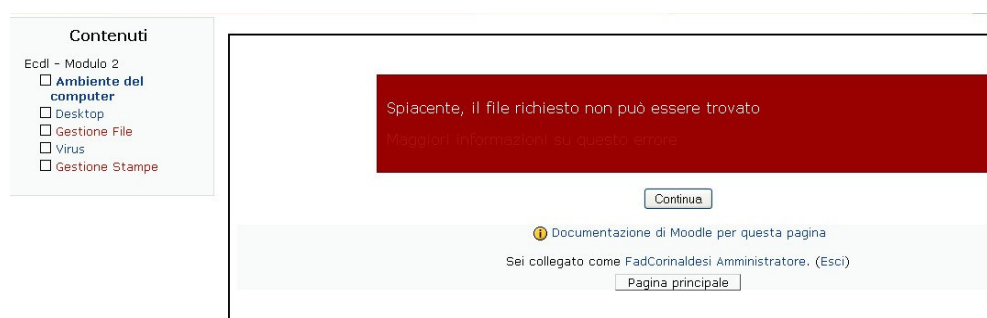 Contenuti
Ecdl - Modulo 2
Ambiente del
computer
Desktop
Gestione File
Virus
Gestione Stampe
Spiacente, il file richiesto non può essere trovato
Maggiori informazioni su questo errore
Continua
Documentazione di Moodle per questa pagina
Sei collegato come FadCorinaldesi Amministratore. (Esci)
Pagina principale